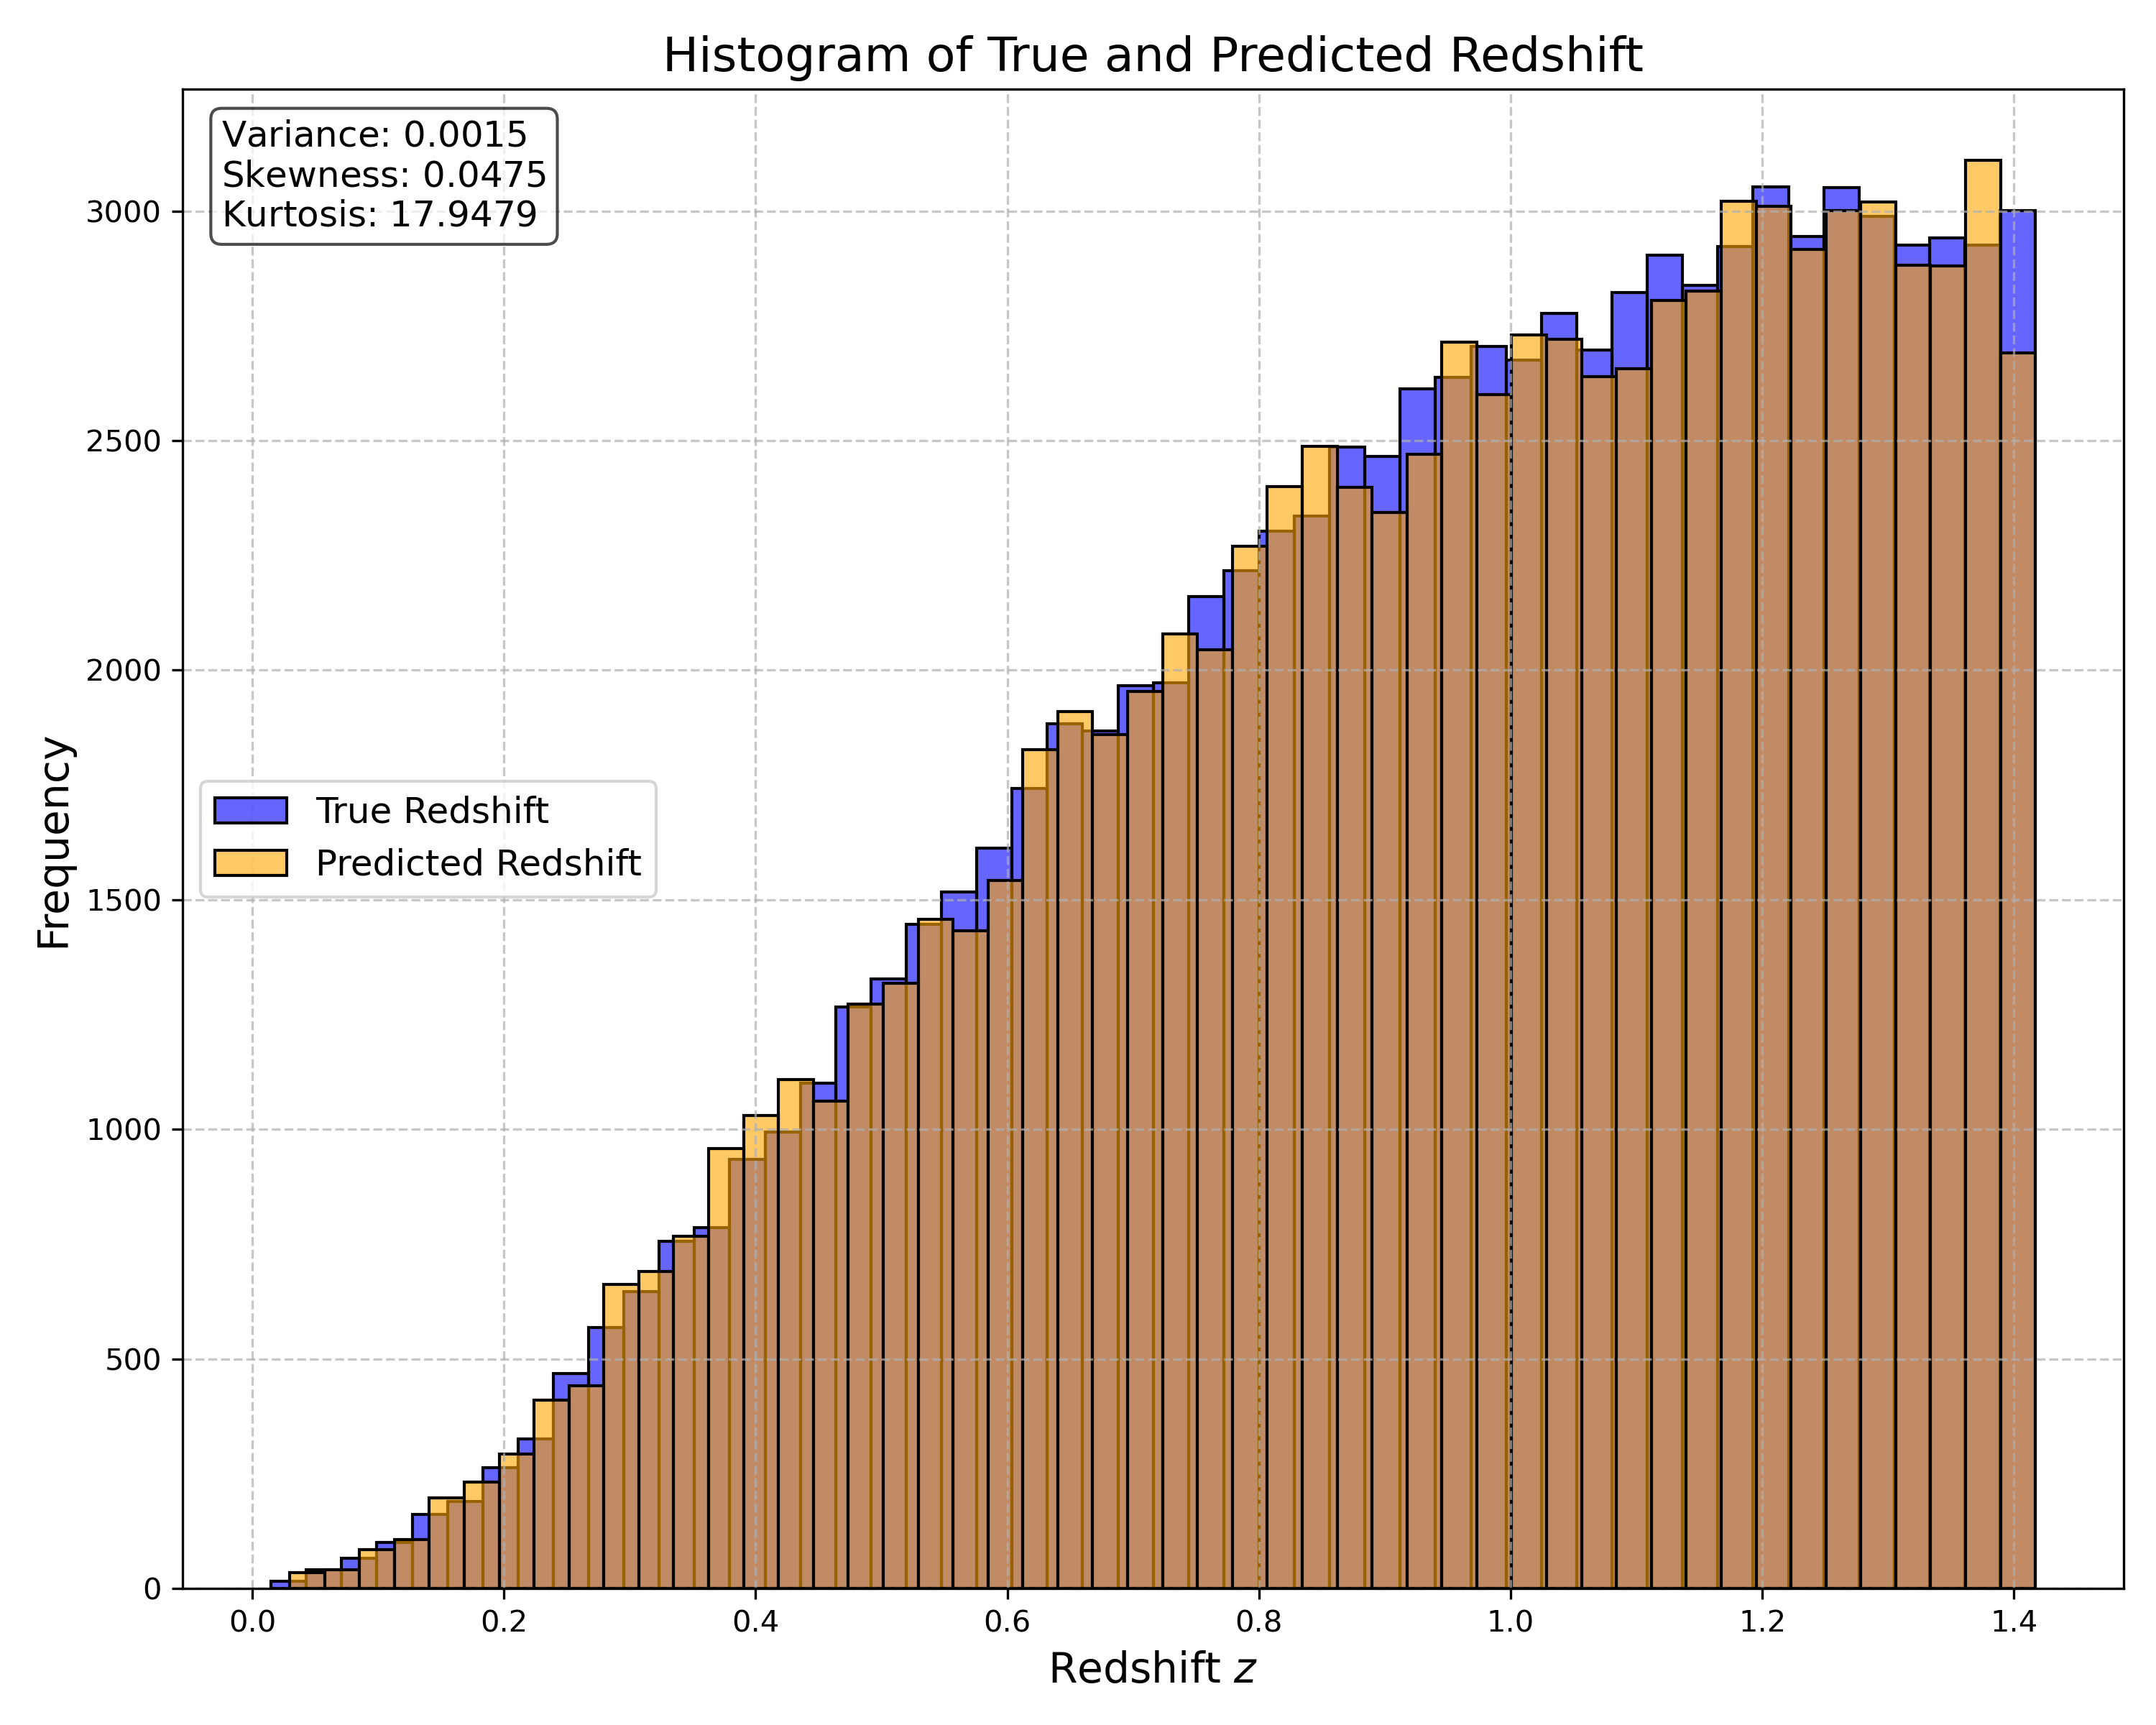 Histogram of True and Predicted Redshift
Variance: 0.0015
Skewness: 0.0475
Kurtosis: 17.9479
3000
2500
2000
1500
1000
500
0
Frequency
True Redshift
Predicted Redshift
0.0 0.2 0.4 0.6 0.8 1.0 1.2 1.4
Redshift z